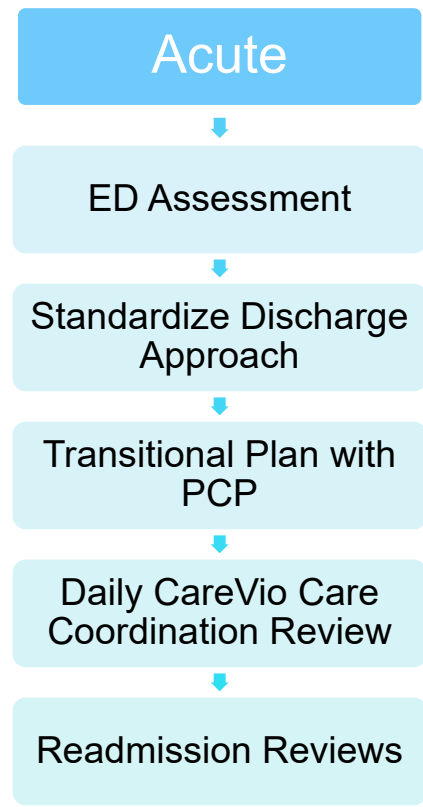 Acute
ED Assessment
Standardize Discharge
Approach
Transitional Plan with
PCP
Daily CareVio Care
Coordination Review
Readmission Reviews